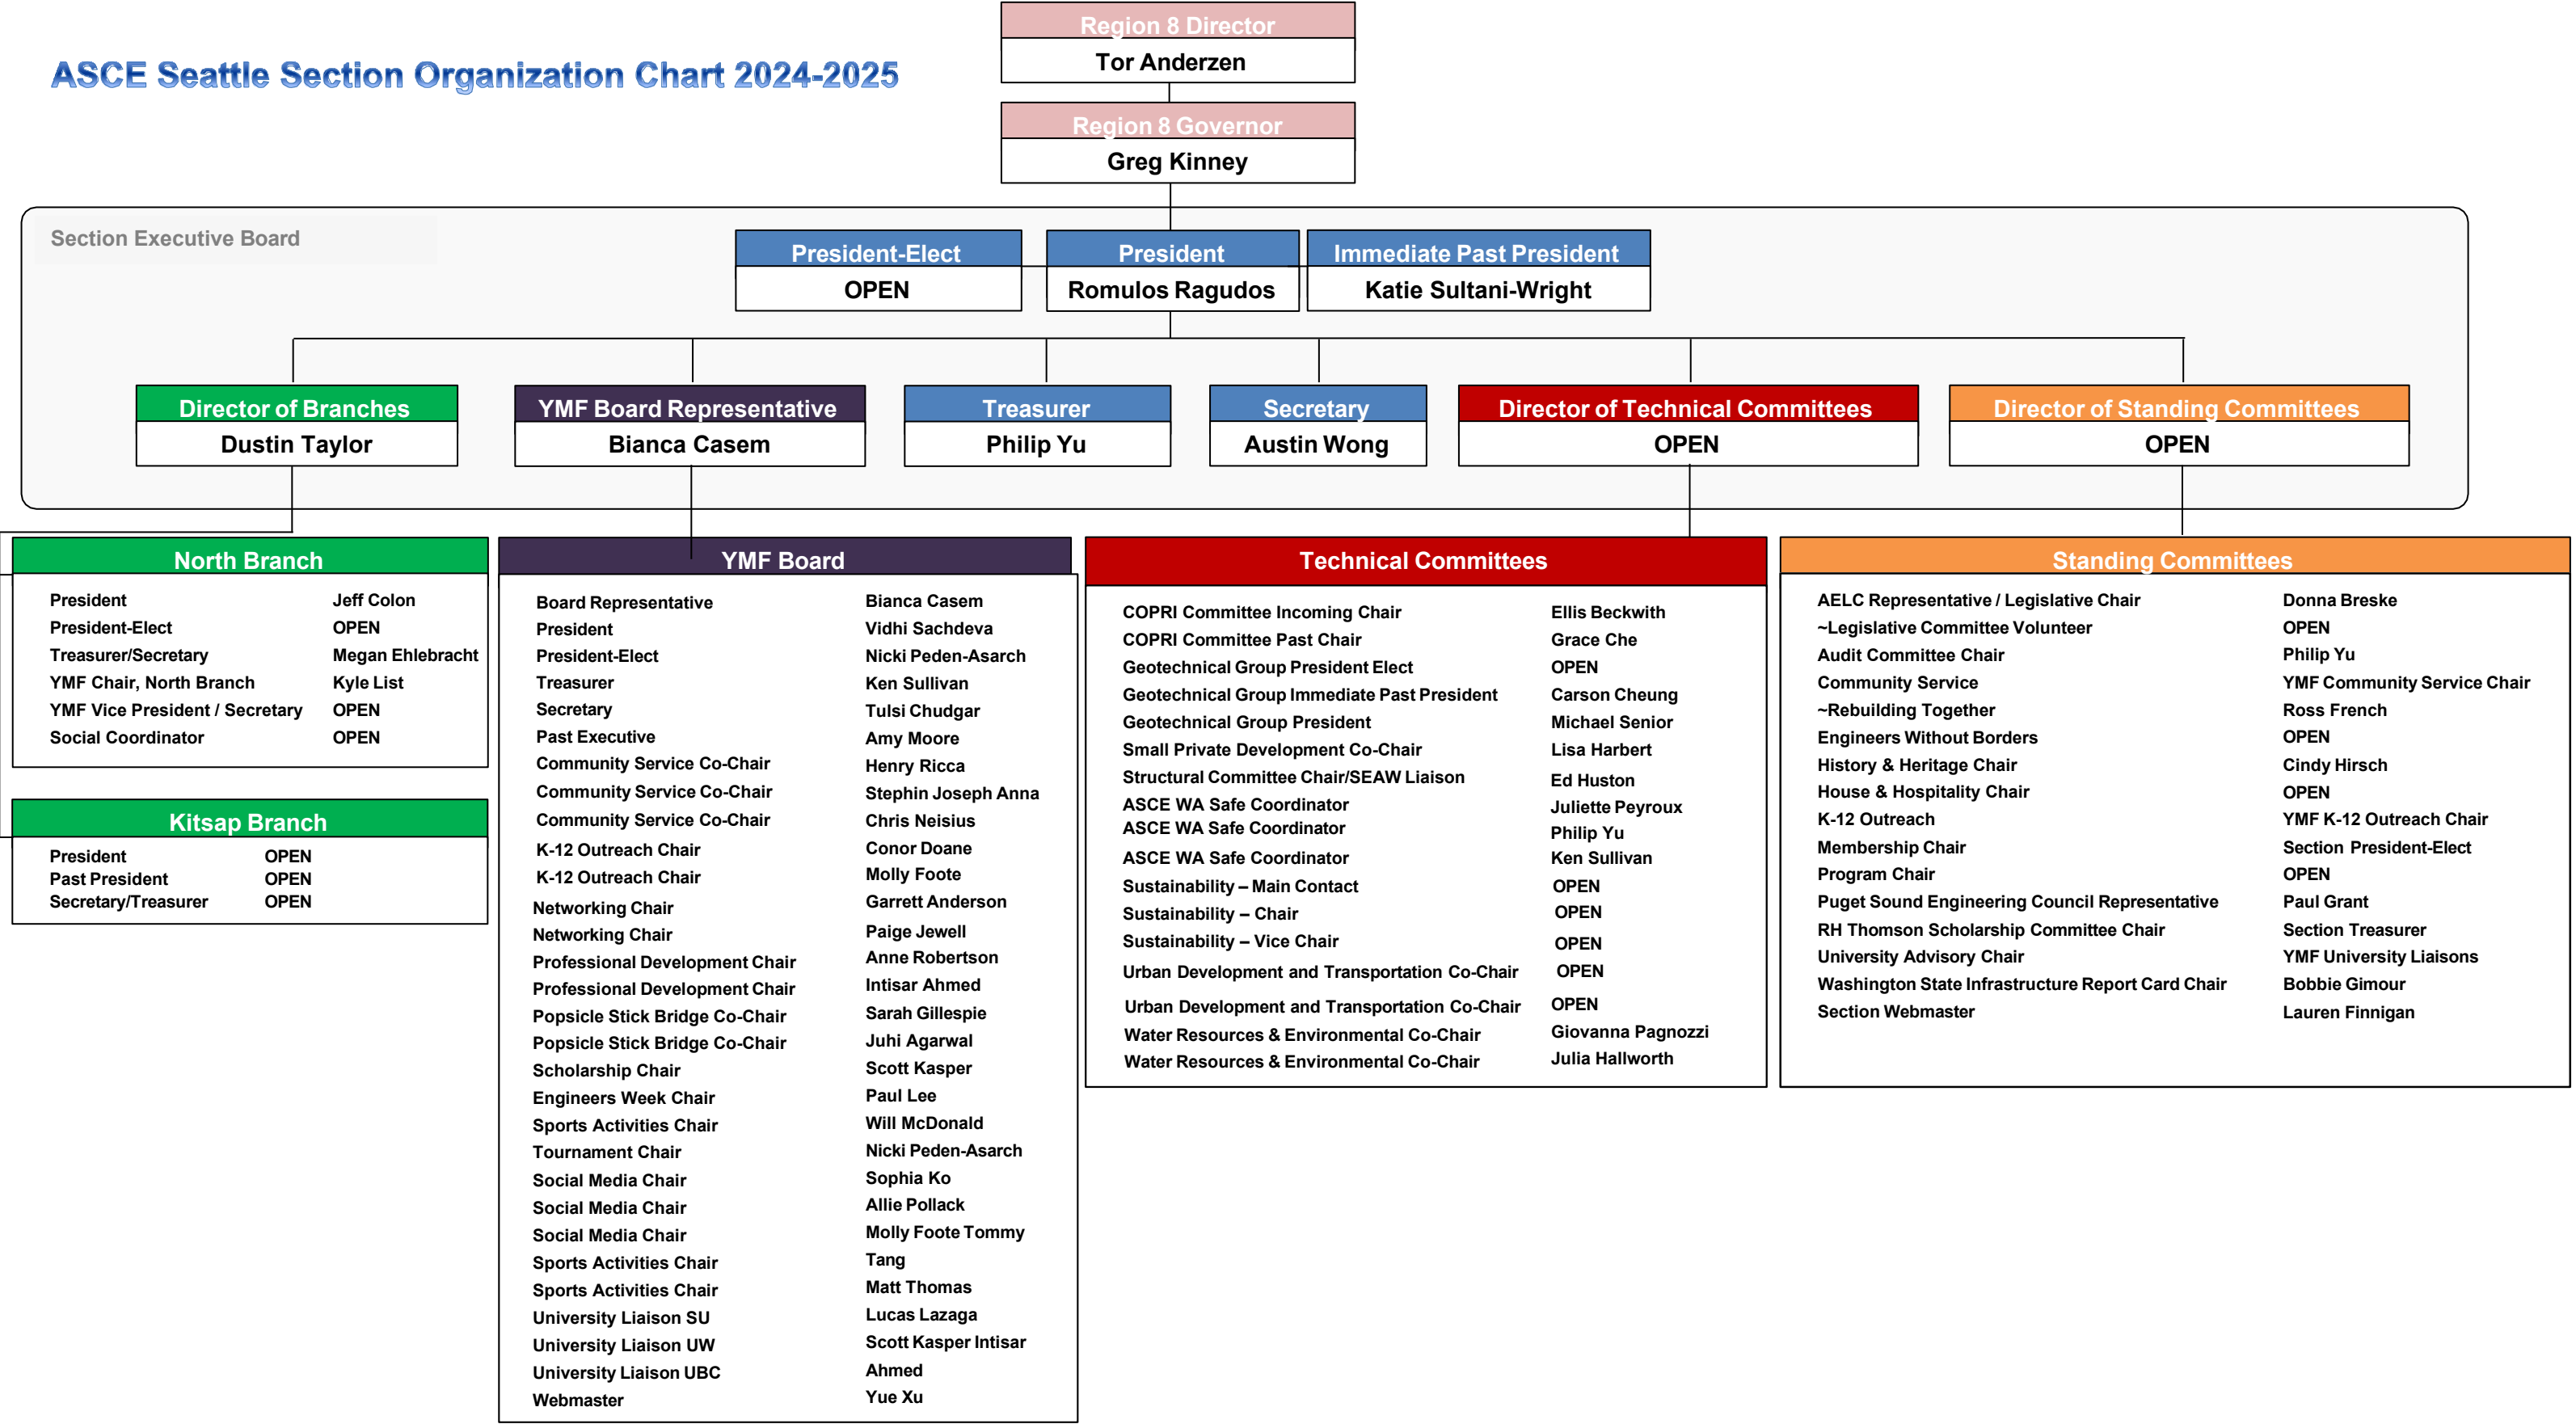 ASCE Seattle Section Organization Chart 2024-2025
Region 8 Director
Tor Anderzen
Region 8 Governor
Greg Kinney
Section Executive Board
President-Elect
OPEN
President
Romulos Ragudos
Immediate Past President
Katie Sultani-Wright
Director of Branches
Dustin Taylor
YMF Board Representative
Bianca Casem
Treasurer
Philip Yu
Secretary
Austin Wong
Director of Technical Committees
OPEN
Director of Standing Committees
OPEN
North Branch
President Jeff Colon
President-Elect OPEN
Treasurer/Secretary Megan Ehlebracht
YMF Chair, North Branch Kyle List
YMF Vice President / Secretary OPEN
Social Coordinator OPEN
Kitsap Branch
President OPEN
Past President OPEN
Secretary/Treasurer OPEN
YMF Board
Board Representative Bianca Casem
President Vidhi Sachdeva
President-Elect Nicki Peden-Asarch
Treasurer Ken Sullivan
Secretary Tulsi Chudgar
Past Executive Amy Moore
Community Service Co-Chair Henry Ricca
Community Service Co-Chair Stephin Joseph Anna
Community Service Co-Chair Chris Neisius
K-12 Outreach Chair Conor Doane
K-12 Outreach Chair Molly Foote
Networking Chair Garrett Anderson
Networking Chair Paige Jewell
Professional Development Chair Anne Robertson
Professional Development Chair Intisar Ahmed
Popsicle Stick Bridge Co-Chair Sarah Gillespie
Popsicle Stick Bridge Co-Chair Juhi Agarwal
Scholarship Chair Scott Kasper
Engineers Week Chair Paul Lee
Sports Activities Chair Will McDonald
Tournament Chair Nicki Peden-Asarch
Social Media Chair Sophia Ko
Social Media Chair Allie Pollack
Social Media Chair Molly Foote Tommy
Sports Activities Chair Tang
Sports Activities Chair Matt Thomas
University Liaison SU Lucas Lazaga
University Liaison UW Scott Kasper Intisar
University Liaison UBC Ahmed
Webmaster Yue Xu
Technical Committees
COPRI Committee Incoming Chair Ellis Beckwith
COPRI Committee Past Chair Grace Che
Geotechnical Group President Elect OPEN
Geotechnical Group Immediate Past President Carson Cheung
Geotechnical Group President Michael Senior
Small Private Development Co-Chair Lisa Harbert
Structural Committee Chair/SEAW Liaison Ed Huston
ASCE WA Safe Coordinator Juliette Peyroux
ASCE WA Safe Coordinator Philip Yu
ASCE WA Safe Coordinator Ken Sullivan
Sustainability – Main Contact OPEN
Sustainability – Chair OPEN
Sustainability – Vice Chair OPEN
Urban Development and Transportation Co-Chair OPEN
Urban Development and Transportation Co-Chair OPEN
Water Resources & Environmental Co-Chair Giovanna Pagnozzi
Water Resources & Environmental Co-Chair Julia Hallworth
Standing Committees
AELC Representative / Legislative Chair Donna Breske
~Legislative Committee Volunteer OPEN
Audit Committee Chair Philip Yu
Community Service YMF Community Service Chair
~Rebuilding Together Ross French
Engineers Without Borders OPEN
History & Heritage Chair Cindy Hirsch
House & Hospitality Chair OPEN
K-12 Outreach YMF K-12 Outreach Chair
Membership Chair Section President-Elect
Program Chair OPEN
Puget Sound Engineering Council Representative Paul Grant
RH Thomson Scholarship Committee Chair Section Treasurer
University Advisory Chair YMF University Liaisons
Washington State Infrastructure Report Card Chair Bobbie Gimour
Section Webmaster Lauren Finnigan